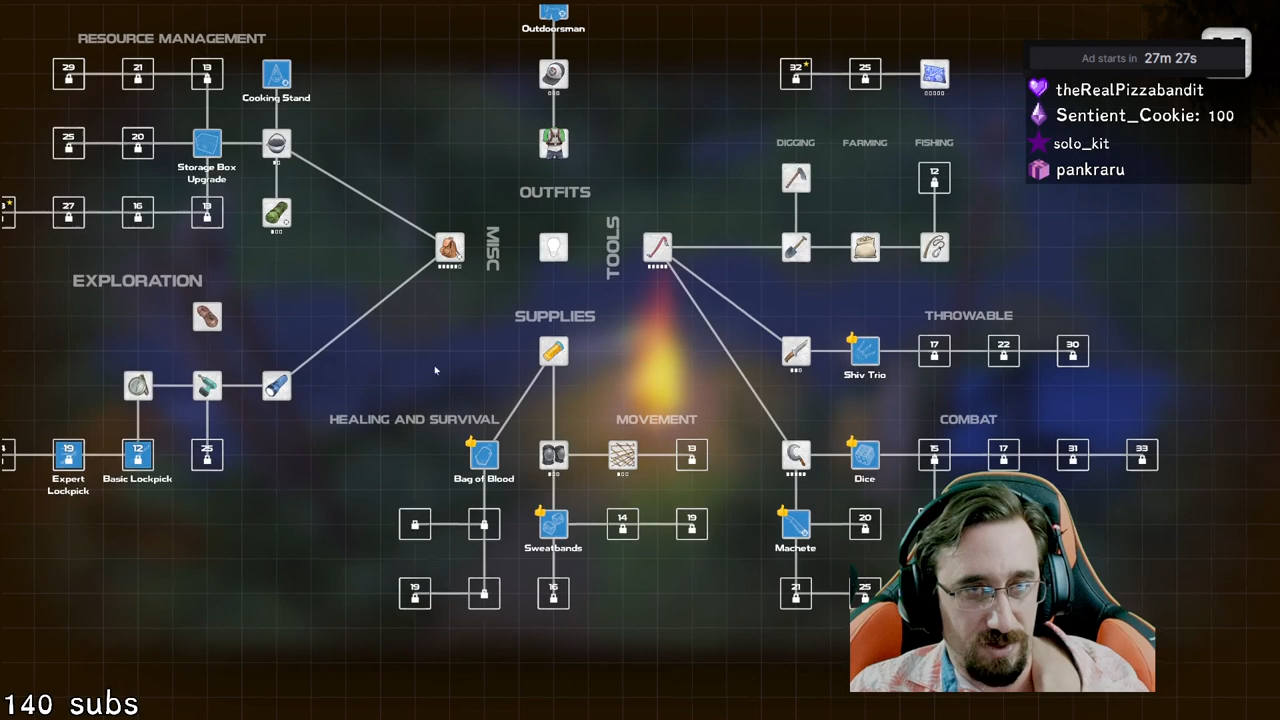 Outdoorsman
RESOURCE MANAGEMENT
Ad starts in 27m 27s
29
21
13
Cooking Stand
32
25
theRealPizzabandit
Sentient_Cookie: 100
solo_kit
pankraru
25
20
Storage Box
Upgrade
DIGGING
FARMING
FISHING
12
27
16
13
OUTFITS
MISC
TOOLS
EXPLORATION
SUPPLIES
THROWABLE
17
22
30
Shiv Trio
HEALING AND SURVIVAL
MOVEMENT
COMBAT
19
12
25
13
15
17
31
33
Expert
Lockpick
Basic Lockpick
Bag of Blood
Dice
14
19
20
Sweatbands
Machete
19
16
21
25
140 subs